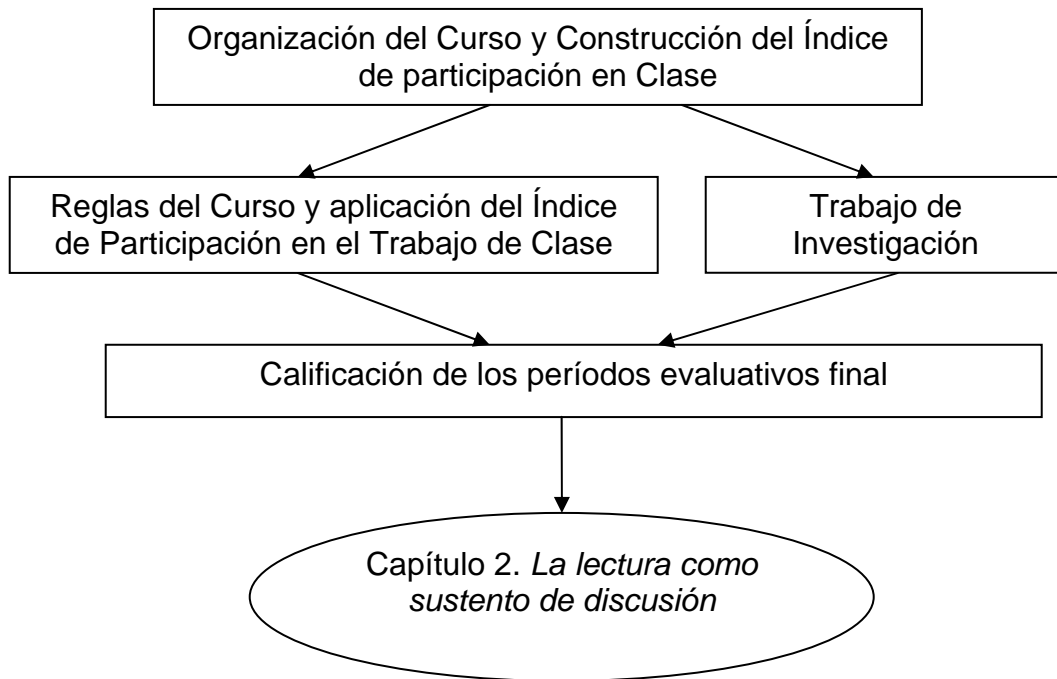 Organización del Curso y Construcción del Índice
de participación en Clase
Reglas del Curso y aplicación del Índice
de Participación en el Trabajo de Clase
Trabajo de
Investigación
Calificación de los períodos evaluativos final
Capítulo 2. La lectura como
sustento de discusión